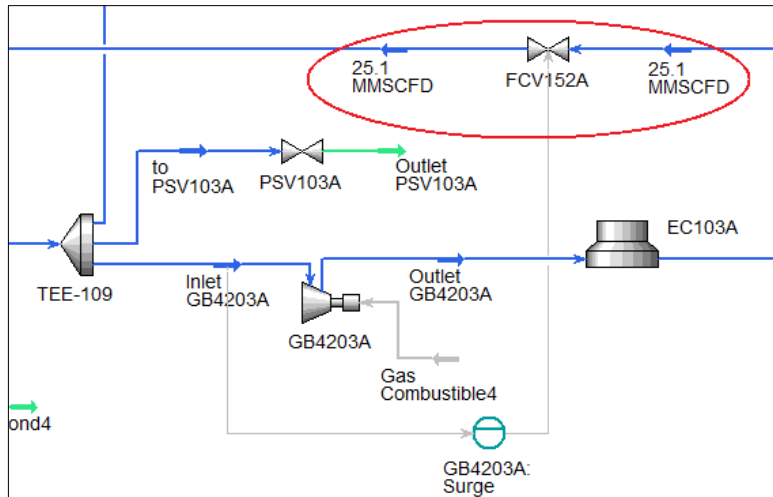 25.1
MMSCFD
FCV152A
25.1
MMSCFD
to
PSV103A
PSV103A
Outlet
PSV103A
EC103A
TEE-109
Inlet
GB4203A
Outlet
GB4203A
GB4203A
Gas
Combustible4
ond4
GB4203A:
Surge